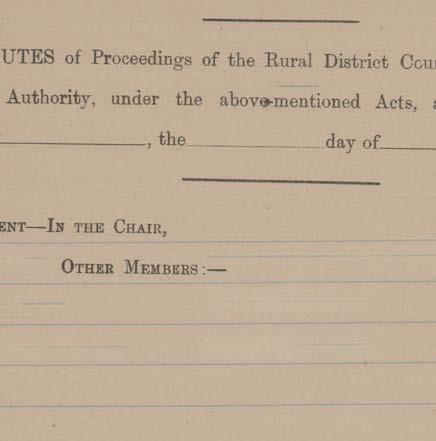 UTES of Proceedings of the Rural District Cou
Authority, under the above-mentioned Acts,
, the day of
ENT—IN THE CHAIR,
OTHER MEMBERS:—